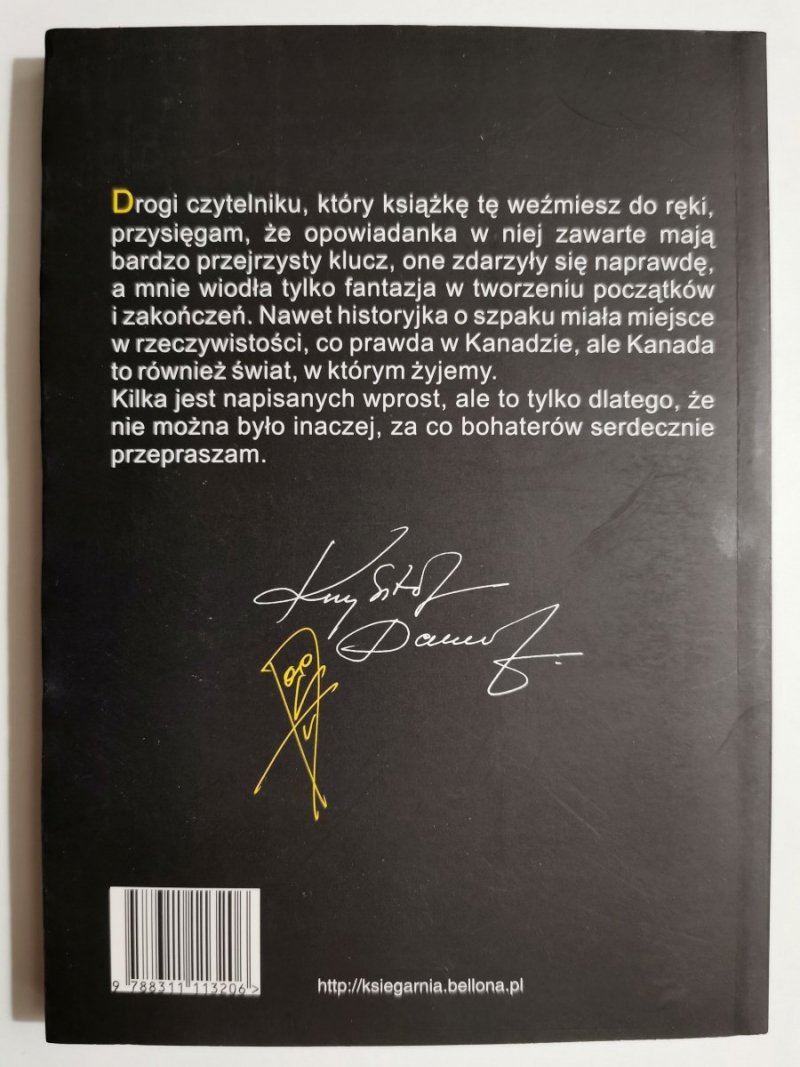 Drogi czytelniku, który książkę tę weźmiesz do ręki,
przysięgam, że opowiadanka w niej zawarte mają
bardzo przejrzysty klucz, one zdarzyły się naprawdę,
a mnie wiodła tylko fantazja w tworzeniu początków
i zakończeń. Nawet historyjka o szpaku miała miejsce
w rzeczywistości, co prawda w Kanadzie, ale Kanada
to również świat, w którym żyjemy.
Kilka jest napisanych wprost, ale to tylko dlatego, że
nie można było inaczej, za co bohaterów serdecznie
przepraszam.
Krzysztof
9 788311 113206 >
http://ksiegarnia.bellona.pl